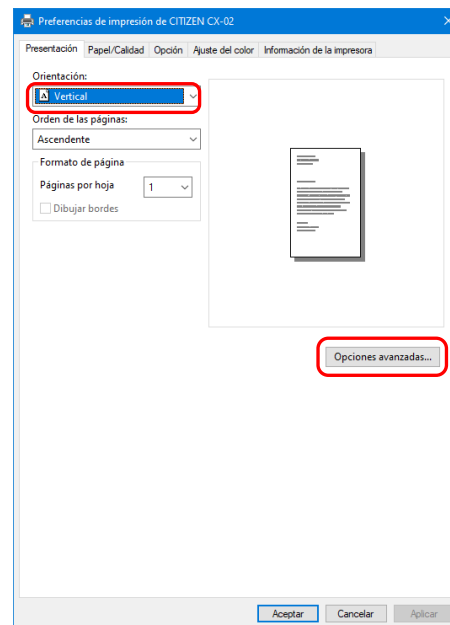 Preferencias de impresión de CITIZEN CX-02
Presentación Papel/Calidad Opción Ajuste del color Información de la impresora
Orientación:
A Vertical
Orden de las páginas:
Ascendente
Formato de página
Páginas por hoja 1
Dibujar bordes
Opciones avanzadas...
Aceptar Cancelar Aplicar